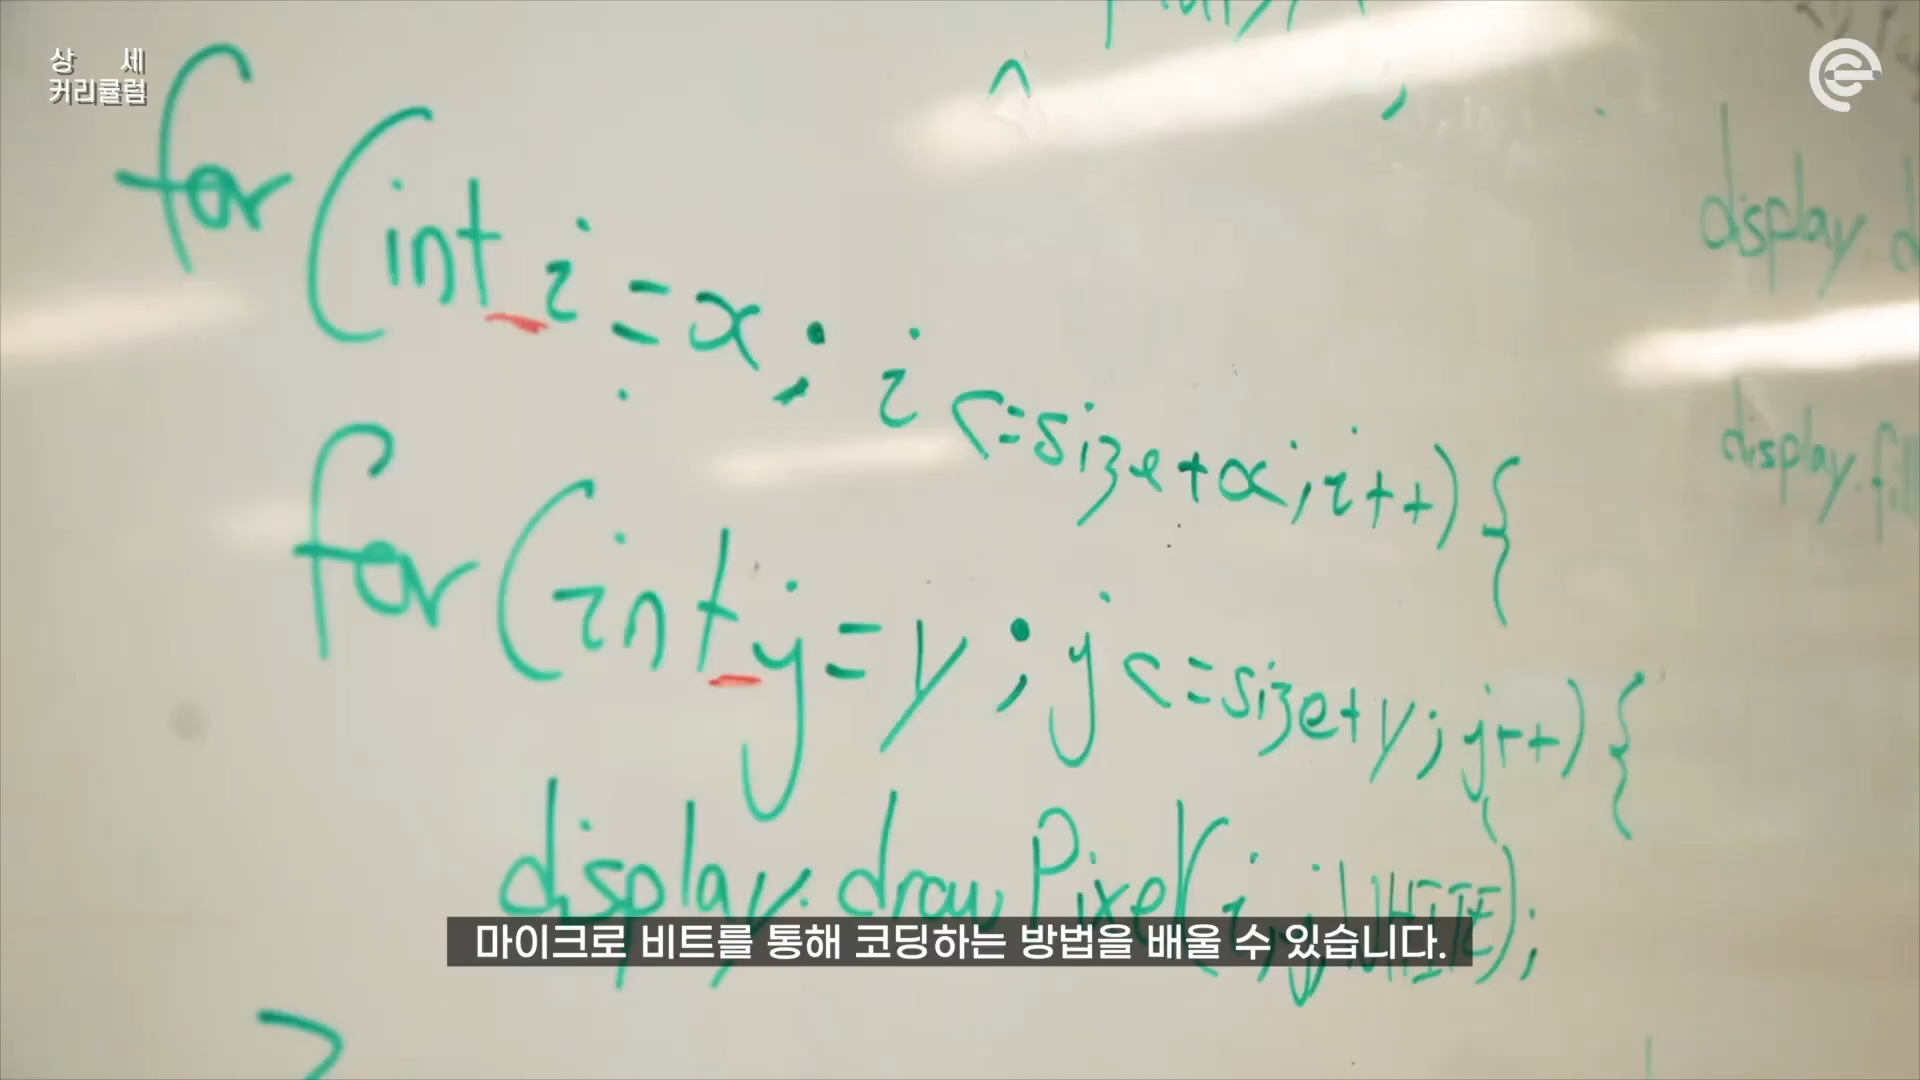 상 세
커리큘럼
for(int i=x; i<=size+x;i++){
for(int j=y;j<=size+y;j++){
display.drawPixel(i,j,WHITE);
display.d
display.fill
마이크로 비트를 통해 코딩하는 방법을 배울 수 있습니다.